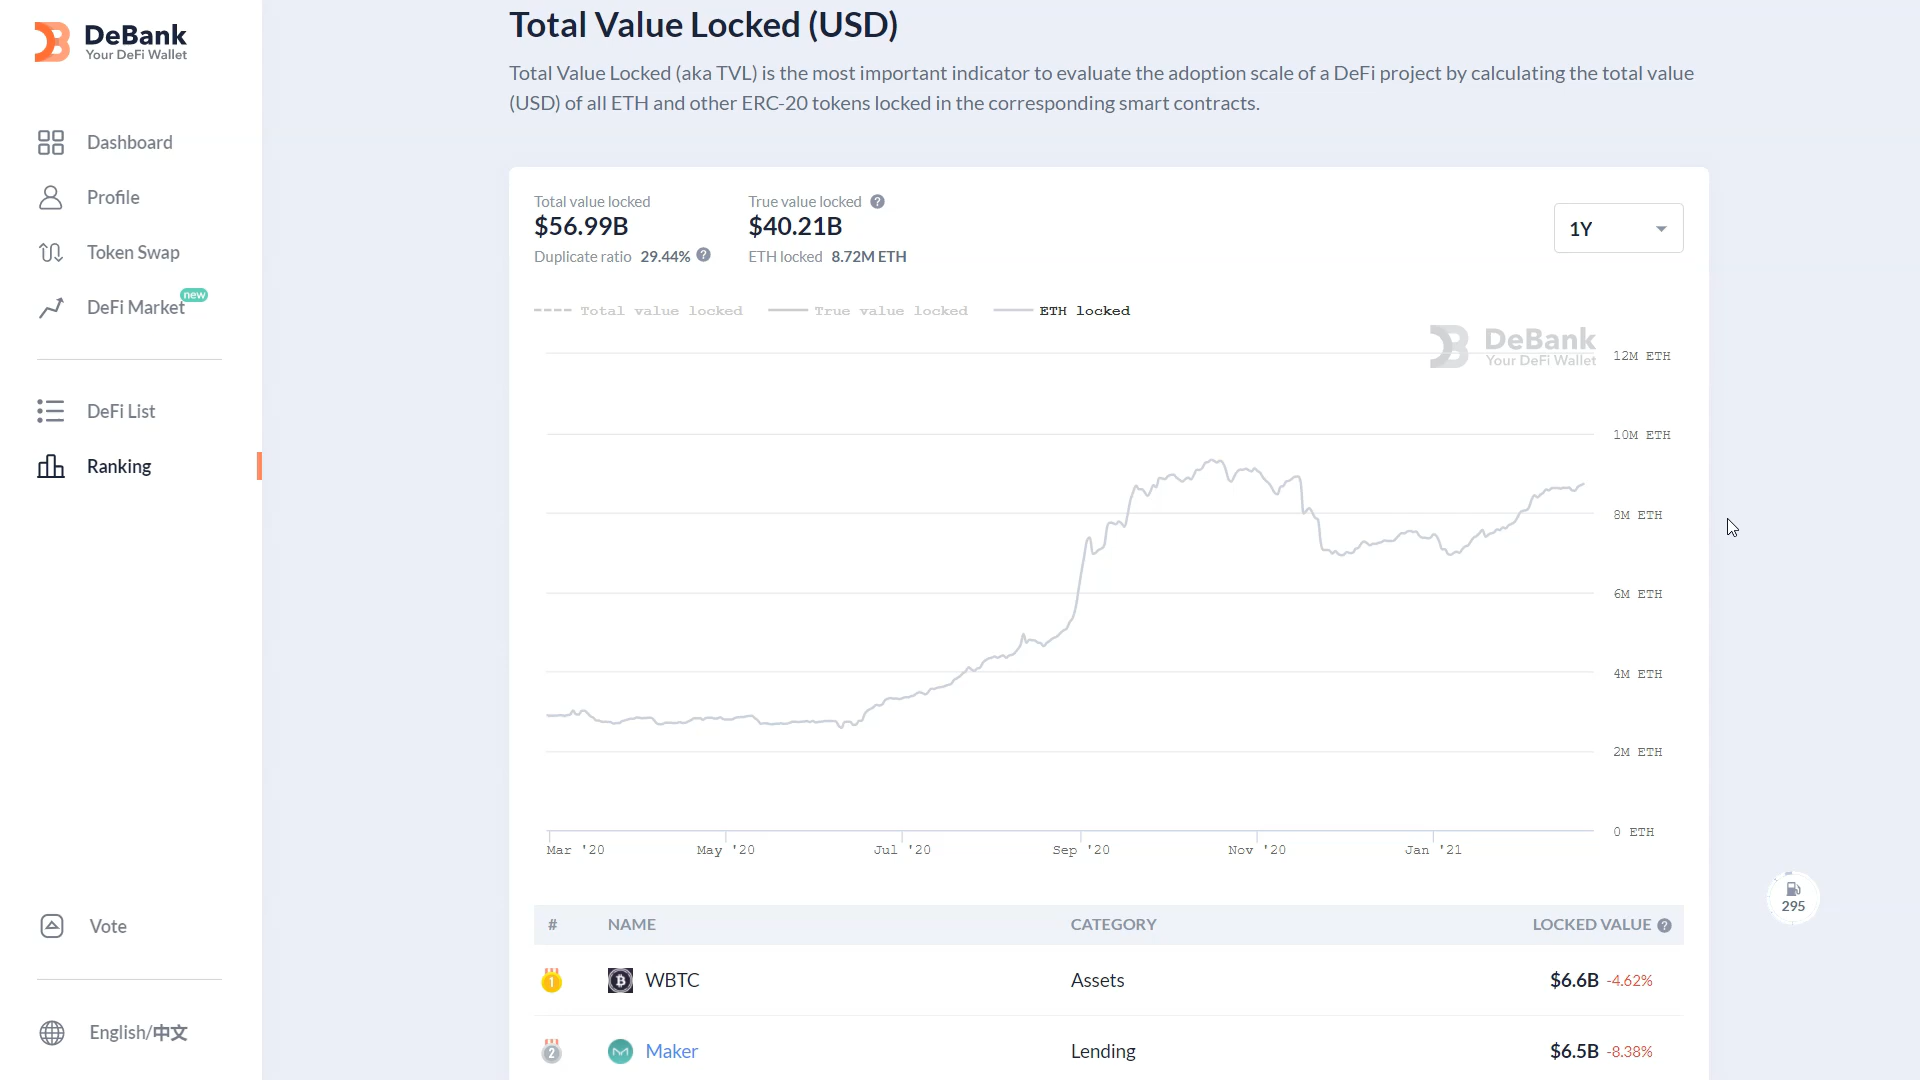 DeBank
Your DeFi Wallet
Dashboard
Profile
Token Swap
DeFi Market new
DeFi List
Ranking
Vote
English/中文
Total Value Locked (USD)
Total Value Locked (aka TVL) is the most important indicator to evaluate the adoption scale of a DeFi project by calculating the total value
(USD) of all ETH and other ERC-20 tokens locked in the corresponding smart contracts.
Total value locked
$56.99B
Duplicate ratio 29.44% ?
True value locked ?
$40.21B
ETH locked 8.72M ETH
1Y
Total value locked True value locked ETH locked
DeBank
Your DeFi Wallet
12M ETH
10M ETH
8M ETH
6M ETH
4M ETH
2M ETH
0 ETH
Mar '20 May '20 Jul '20 Sep '20 Nov '20 Jan '21
295
# NAME CATEGORY LOCKED VALUE ?
1 WBTC Assets $6.6B -4.62%
2 Maker Lending $6.5B -8.38%